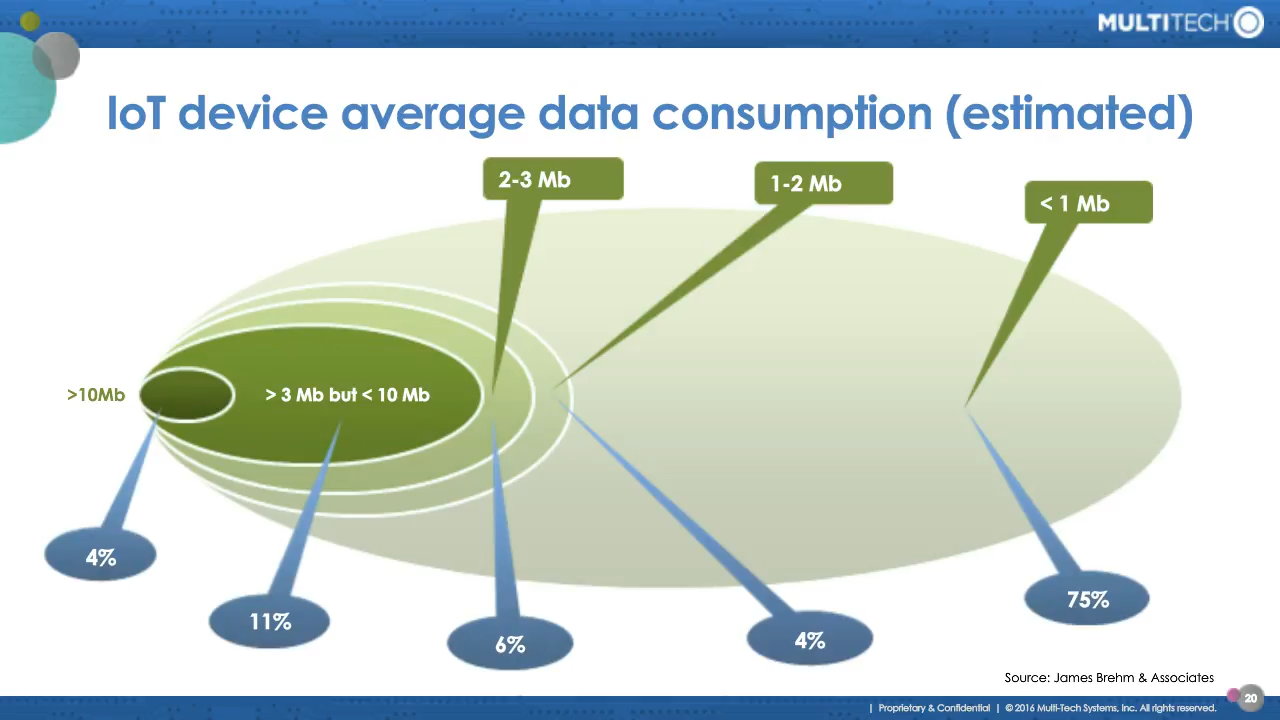 MULTITECH
IoT device average data consumption (estimated)
2-3 Mb
1-2 Mb
< 1 Mb
>10Mb
> 3 Mb but < 10 Mb
4%
11%
6%
4%
75%
Source: James Brehm & Associates
| Proprietary & Confidential | © 2016 Multi-Tech Systems, Inc. All rights reserved.
20